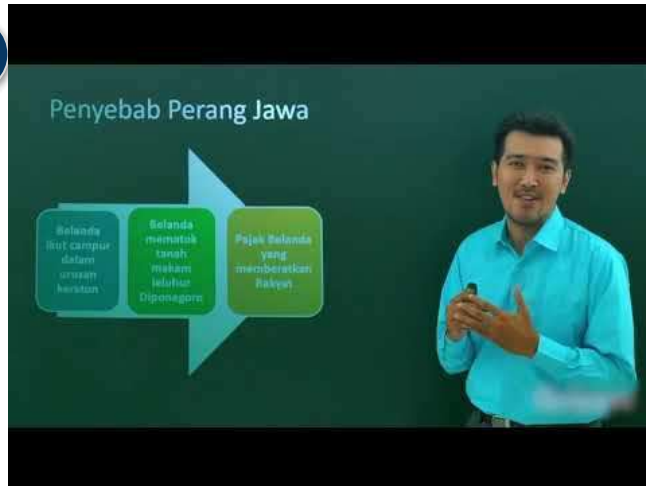 Penyebab Perang Jawa
Belanda
ikut campur
dalam
urusan
keraton
Belanda
mematok
tanah
makam
leluhur
Diponagoro
Pajak Belanda
yang
memberatkan
Rakyat